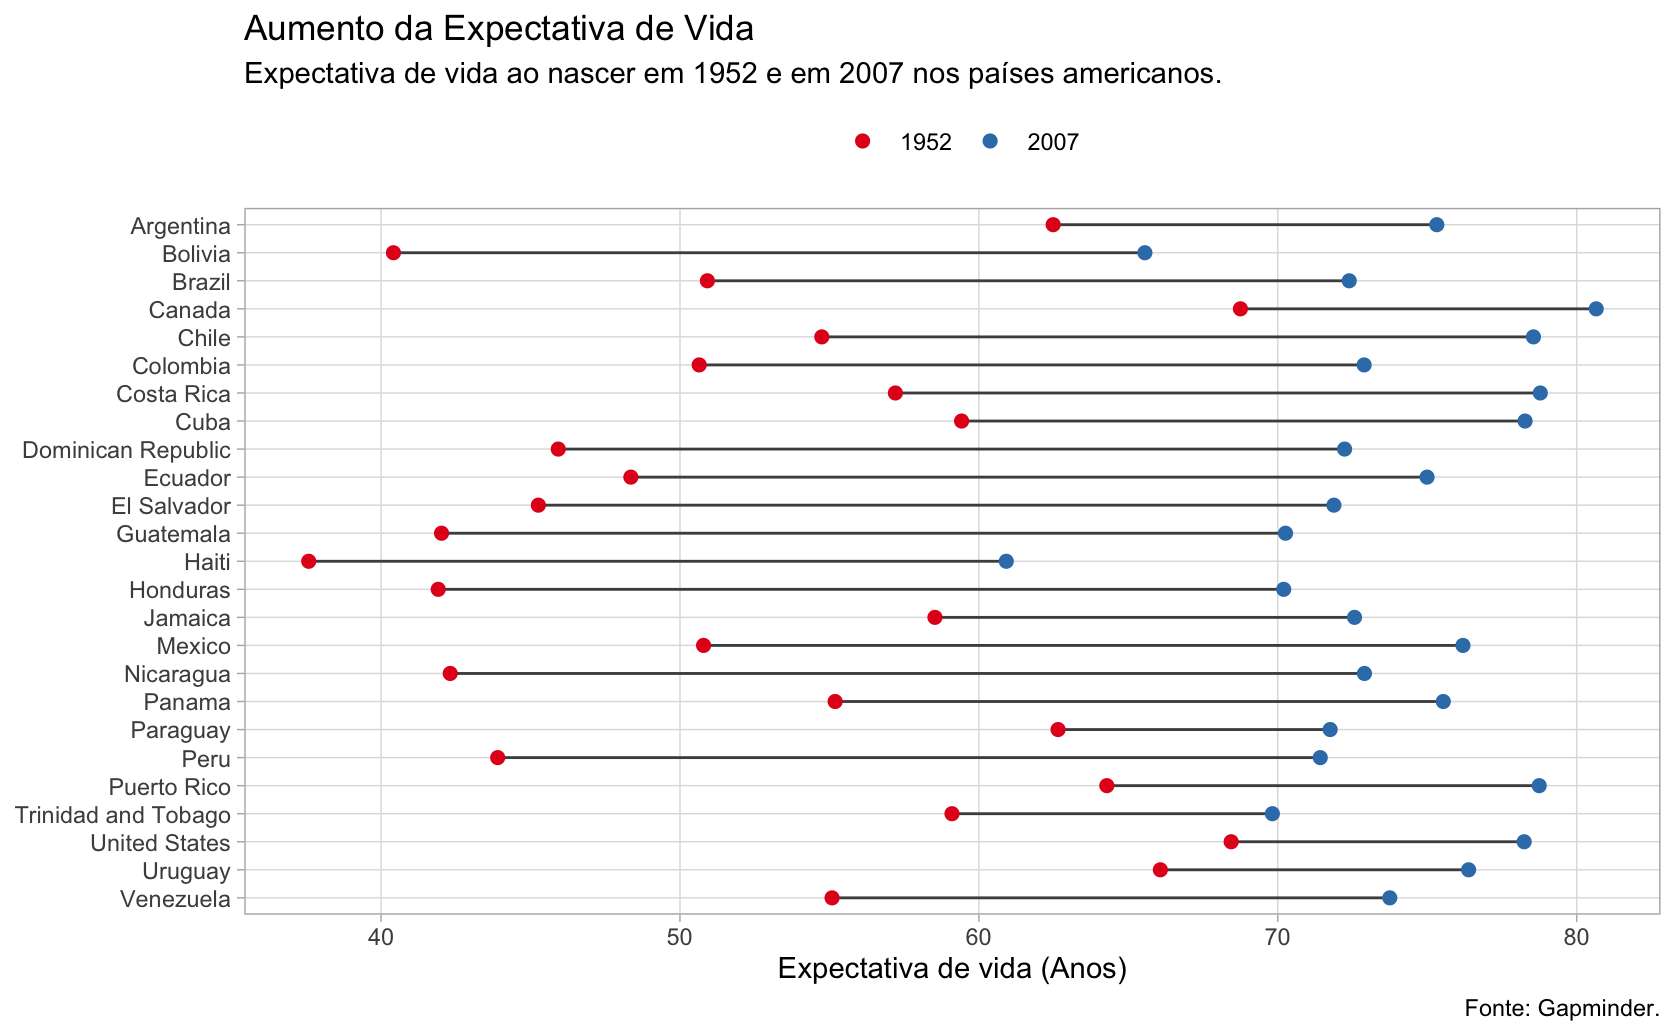 Aumento da Expectativa de Vida
Expectativa de vida ao nascer em 1952 e em 2007 nos países americanos.
1952 2007
Argentina
Bolivia
Brazil
Canada
Chile
Colombia
Costa Rica
Cuba
Dominican Republic
Ecuador
El Salvador
Guatemala
Haiti
Honduras
Jamaica
Mexico
Nicaragua
Panama
Paraguay
Peru
Puerto Rico
Trinidad and Tobago
United States
Uruguay
Venezuela
40 50 60 70 80
Expectativa de vida (Anos)
Fonte: Gapminder.